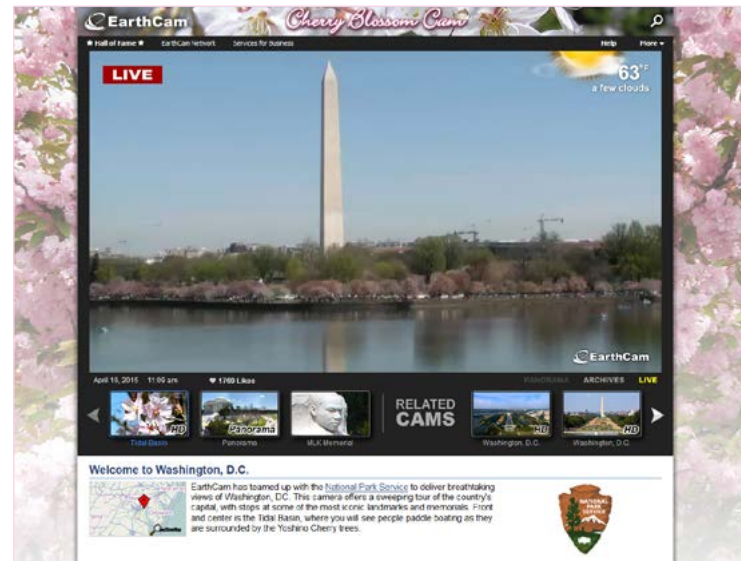 EarthCam
Cherry Blossom Cam
★ Hall of Fame ★ EarthCam Network Services for Business Help More ▾
LIVE
63°F
a few clouds
EarthCam
April 15, 2015 11:09 am ♥ 1760 Likes PANORAMA ARCHIVES LIVE
HD
Panorama
RELATED
CAMS
HD
HD
Tidal Basin Panorama MLK Memorial Washington, D.C. Washington, D.C.
Welcome to Washington, D.C.
EarthCam has teamed up with the National Park Service to deliver breathtaking
views of Washington, DC. This camera offers a sweeping tour of the country's
capital, with stops at some of the most iconic landmarks and memorials. Front
and center is the Tidal Basin, where you will see people paddle boating as they
are surrounded by the Yoshino Cherry trees.
NATIONAL
PARK
SERVICE